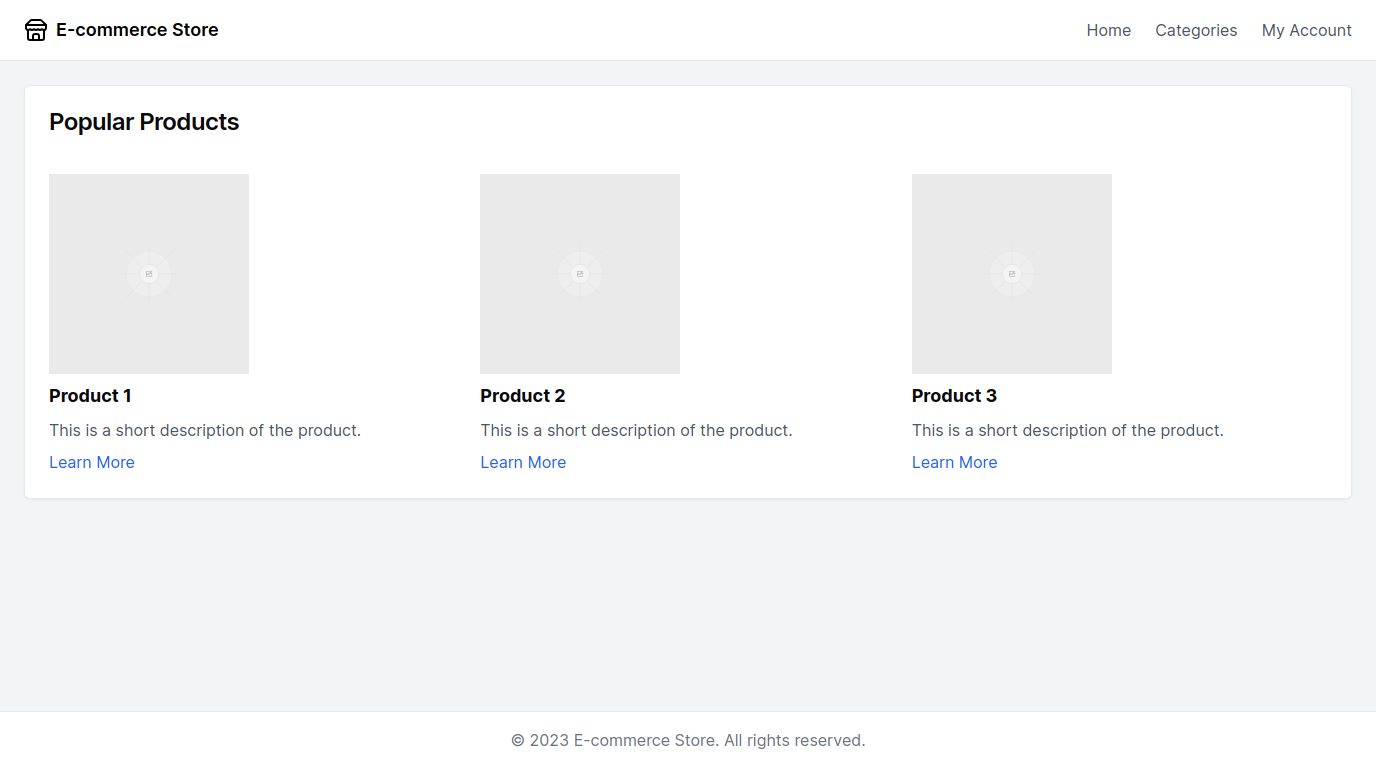 E-commerce Store
Home
Categories
My Account
Popular Products
Product 1
This is a short description of the product.
Learn More
Product 2
This is a short description of the product.
Learn More
Product 3
This is a short description of the product.
Learn More
© 2023 E-commerce Store. All rights reserved.